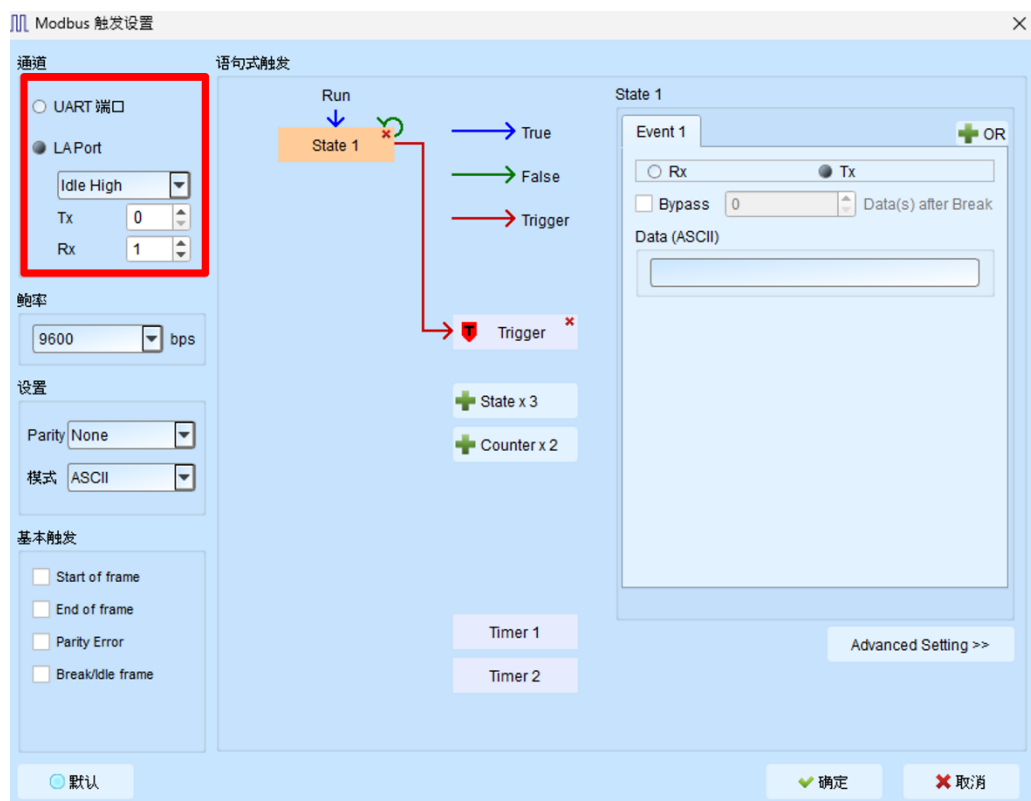 Modbus 触发设置
通道
UART 端口
LA Port
Idle High
Tx 0
Rx 1
鲍率
9600 bps
设置
Parity None
模式 ASCII
基本触发
Start of frame
End of frame
Parity Error
Break/Idle frame
语句式触发
Run
State 1
True
False
Trigger
T Trigger
State x 3
Counter x 2
Timer 1
Timer 2
State 1
Event 1
OR
Rx Tx
Bypass 0 Data(s) after Break
Data (ASCII)
Advanced Setting >>
默认
确定
取消